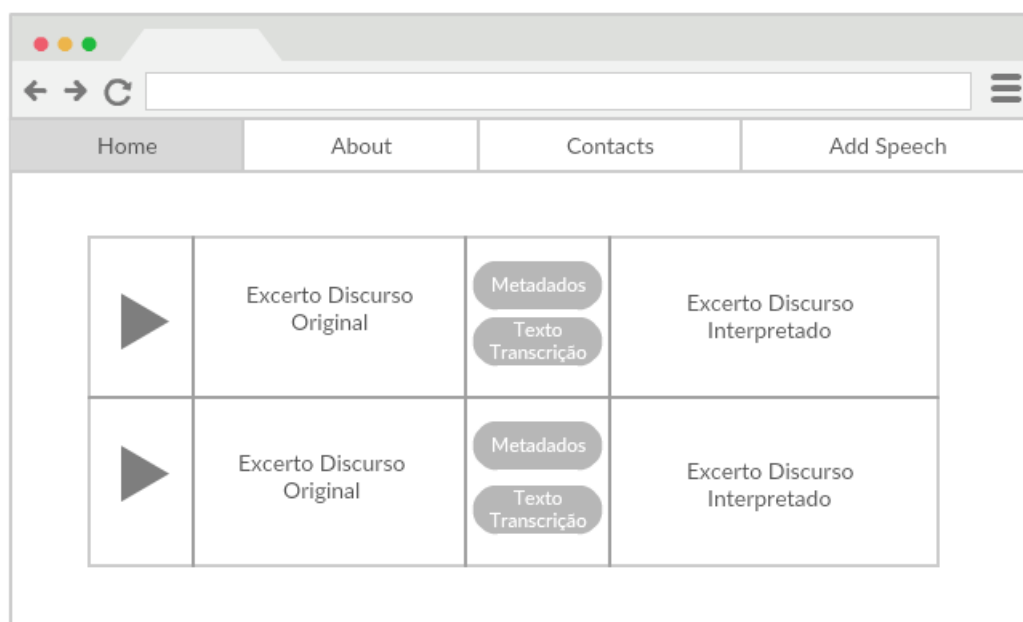 Home About Contacts Add Speech
Excerto Discurso
Original
Metadados
Texto
Transcrição
Excerto Discurso
Interpretado
Excerto Discurso
Original
Metadados
Texto
Transcrição
Excerto Discurso
Interpretado